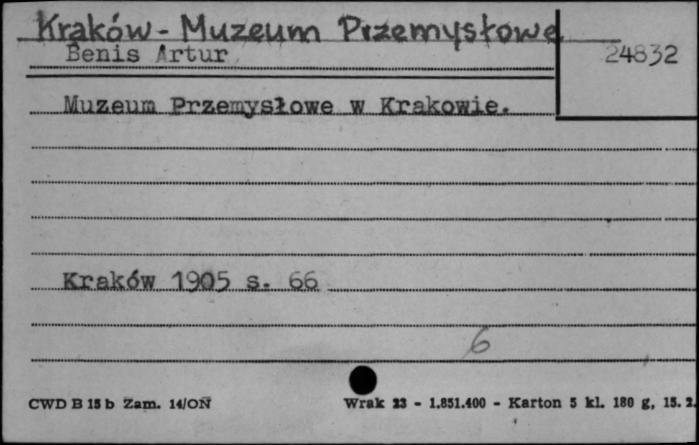 Kraków - Muzeum Przemysłowe
Benis Artur
24832
Muzeum Przemysłowe w Krakowie.
Kraków 1905 s. 66
6
CWD B 15 b Zam. 14/ON Wrak 23 - 1.851.400 - Karton 5 kl. 180 g, 15. 2.